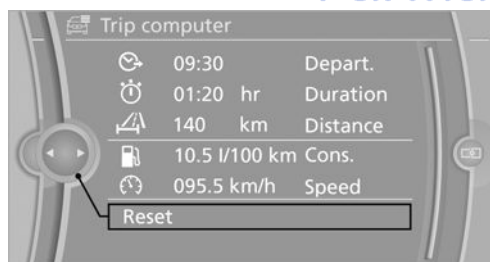 Trip computer
09:30 Depart.
01:20 hr Duration
140 km Distance
10.5 l/100 km Cons.
095.5 km/h Speed
Reset